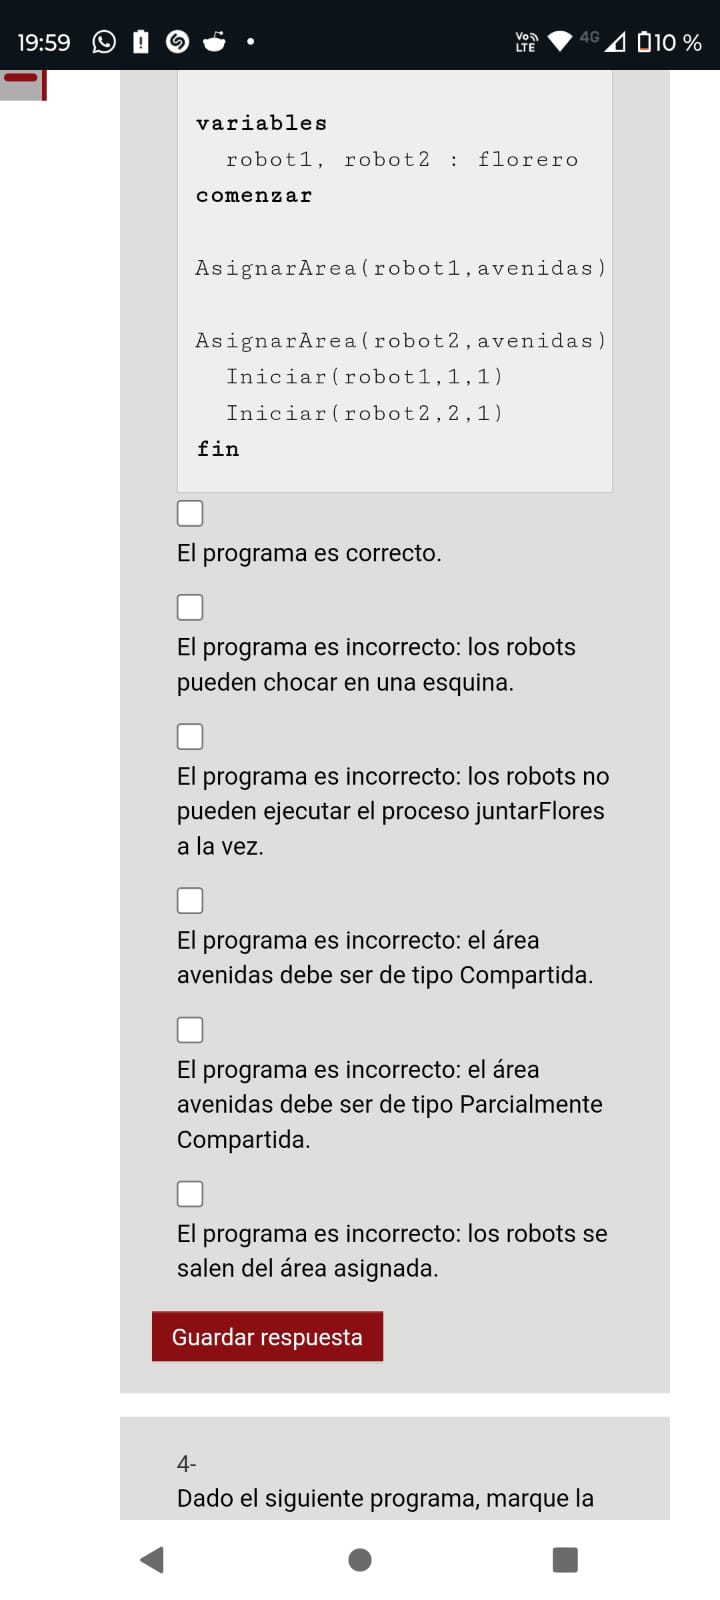 19:59
VoLTE 4G 10 %
variables
robot1, robot2 : florero
comenzar
AsignarArea(robot1,avenidas)
AsignarArea(robot2,avenidas)
Iniciar(robot1,1,1)
Iniciar(robot2,2,1)
fin
El programa es correcto.
El programa es incorrecto: los robots
pueden chocar en una esquina.
El programa es incorrecto: los robots no
pueden ejecutar el proceso juntarFlores
a la vez.
El programa es incorrecto: el área
avenidas debe ser de tipo Compartida.
El programa es incorrecto: el área
avenidas debe ser de tipo Parcialmente
Compartida.
El programa es incorrecto: los robots se
salen del área asignada.
Guardar respuesta
4-
Dado el siguiente programa, marque la